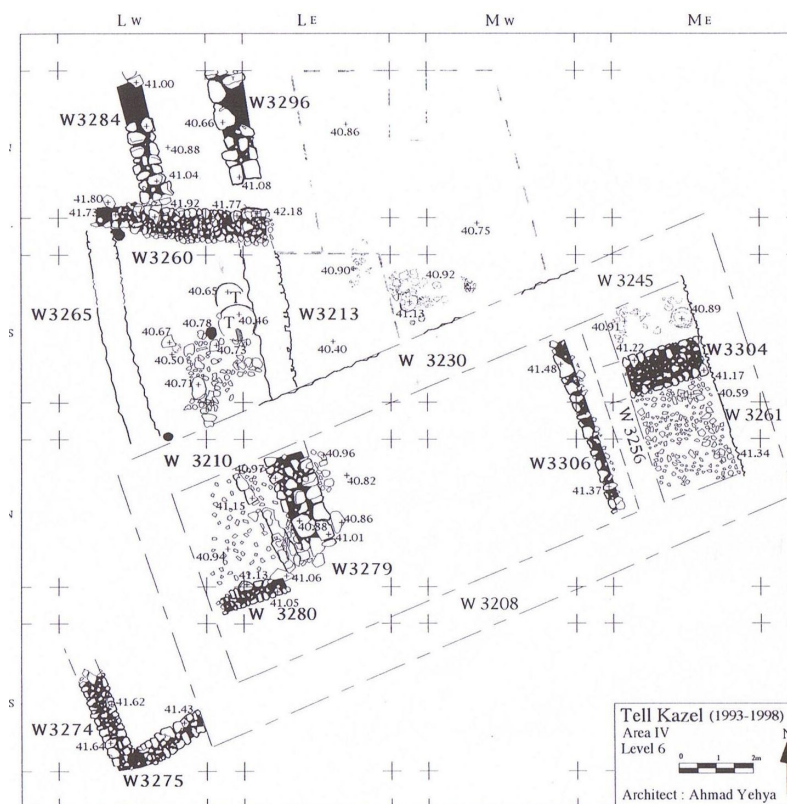 L W L E M W M E
41.00
W3284
W3296
40.66
40.86
N
40.88
41.04
41.08
41.80
41.73
41.92
41.77
42.18
40.75
W3260
40.90
40.92
W 3245
40.65
T
41.13
40.89
W3265
W3213
40.78
T
40.46
40.91
S
40.67
40.73
40.40
41.22
W3304
40.50
W 3230
41.48
41.17
40.71
40.59
W 3256
W3261
W 3210
40.96
W3306
41.34
40.97
40.82
41.37
41.15
N
40.86
40.88
41.01
40.94
W3279
41.13
41.06
41.05
W 3280
W 3208
S
41.62
41.43
W3274
41.64
W3275
Tell Kazel (1993-1998)
Area IV
Level 6
N
0 1 2m
Architect : Ahmad Yehya